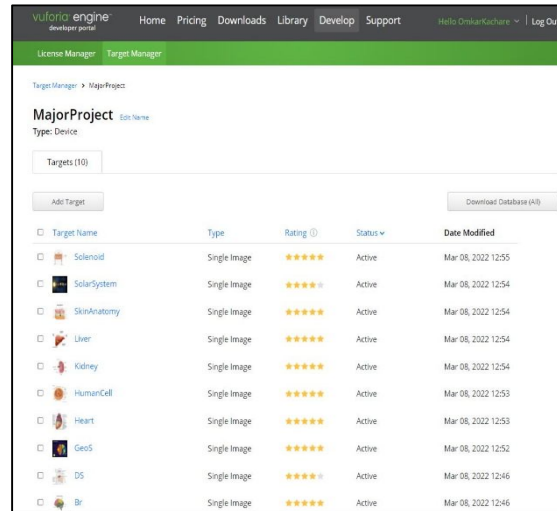 vuforia engine Home Pricing Downloads Library Develop Support Hello OmkarKachare Log Out
developer portal
License Manager Target Manager
Target Manager > MajorProject
MajorProject Edit Name
Type: Device
Targets (10)
Add Target Download Database (All)
Target Name Type Rating Status Date Modified
Solenoid Single Image Active Mar 08, 2022 12:55
SolarSystem Single Image Active Mar 08, 2022 12:54
SkinAnatomy Single Image Active Mar 08, 2022 12:54
Liver Single Image Active Mar 08, 2022 12:54
Kidney Single Image Active Mar 08, 2022 12:54
HumanCell Single Image Active Mar 08, 2022 12:53
Heart Single Image Active Mar 08, 2022 12:53
GeoS Single Image Active Mar 08, 2022 12:52
DS Single Image Active Mar 08, 2022 12:46
Br Single Image Active Mar 08, 2022 12:46